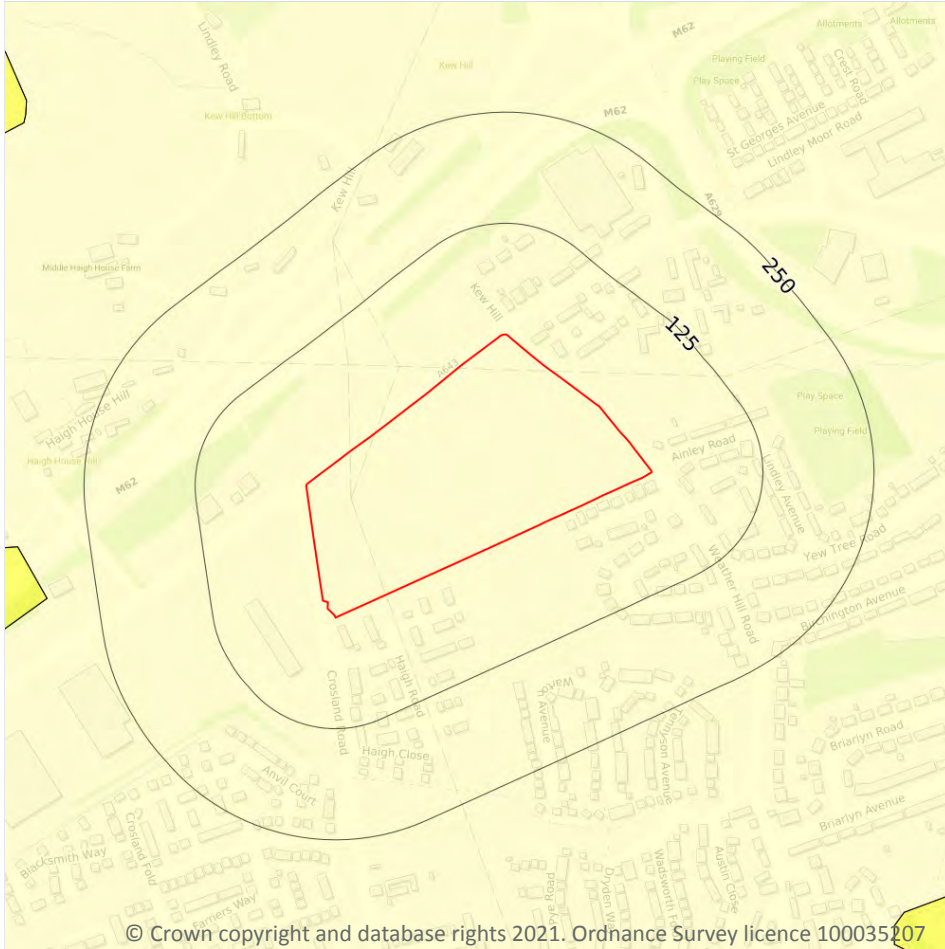 Lindley Road
M62
Allotments
Allotments
Kew Hill
Playing Field
Crest Road
Play Space
Kew Hill Bottom
M62
St Georges Avenue
Lindley Moor Road
Kew Hill
A629
Middle Haigh House Farm
250
Kew Hill
125
A643
Haigh House Hill
Play Space
Playing Field
Ainley Road
Haigh House Hill
M62
Lindley Avenue
Yew Tree Road
Weather Hill Road
Birchington Avenue
Haigh Road
Crosland Road
Avenue
Tennyson Avenue
Briarlyn Road
Haigh Close
Anvil Court
Briarlyn Avenue
Crosland Fold
Blacksmith Way
Farriers Way
Pye Road
Austin Close
© Crown copyright and database rights 2021. Ordnance Survey licence 100035207